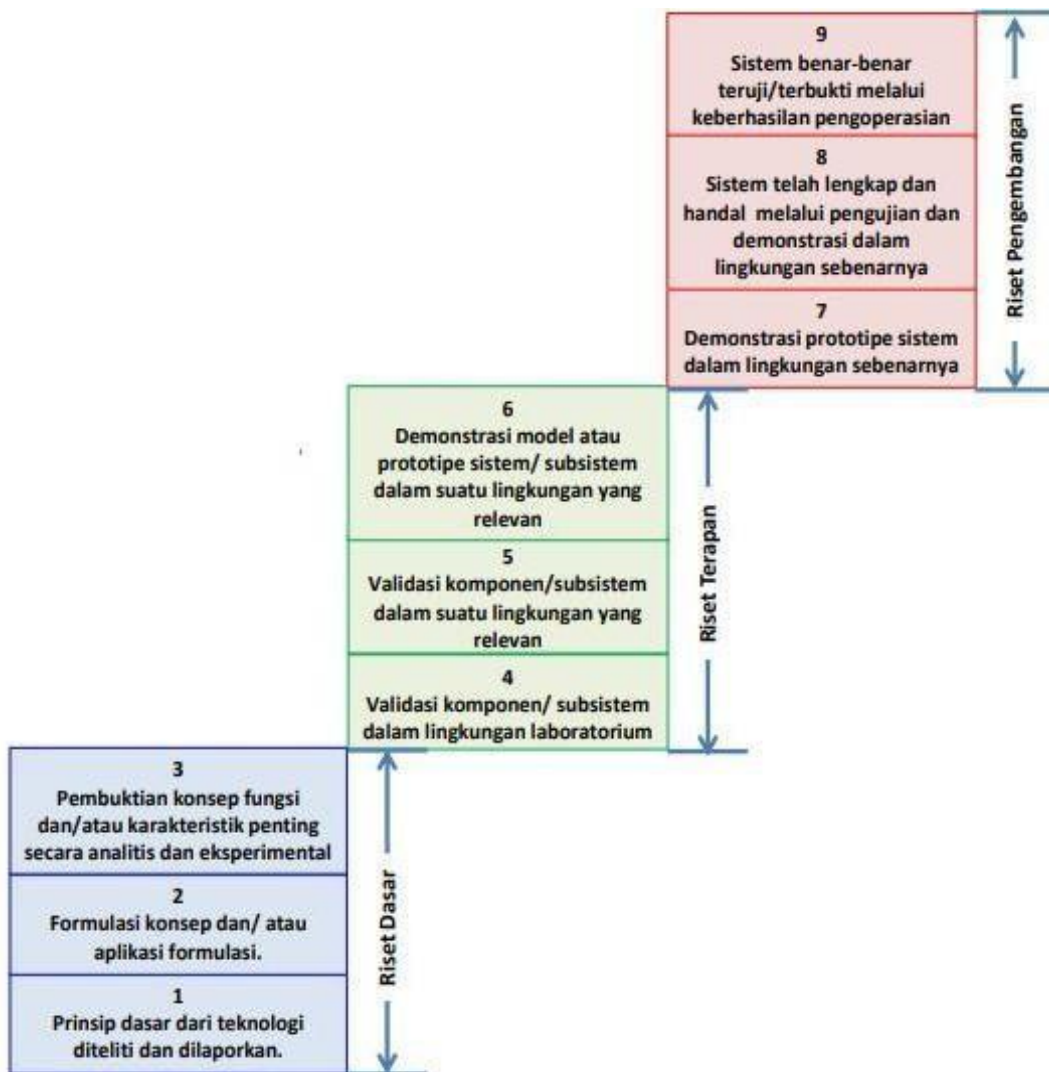 9
Sistem benar-benar
teruji/terbukti melalui
keberhasilan pengoperasian
8
Sistem telah lengkap dan
handal melalui pengujian dan
demonstrasi dalam
lingkungan sebenarnya
7
Demonstrasi prototipe sistem
dalam lingkungan sebenarnya
Riset Pengembangan
6
Demonstrasi model atau
prototipe sistem/ subsistem
dalam suatu lingkungan yang
relevan
5
Validasi komponen/subsistem
dalam suatu lingkungan yang
relevan
4
Validasi komponen/ subsistem
dalam lingkungan laboratorium
Riset Terapan
3
Pembuktian konsep fungsi
dan/atau karakteristik penting
secara analitis dan eksperimental
2
Formulasi konsep dan/ atau
aplikasi formulasi.
1
Prinsip dasar dari teknologi
diteliti dan dilaporkan.
Riset Dasar